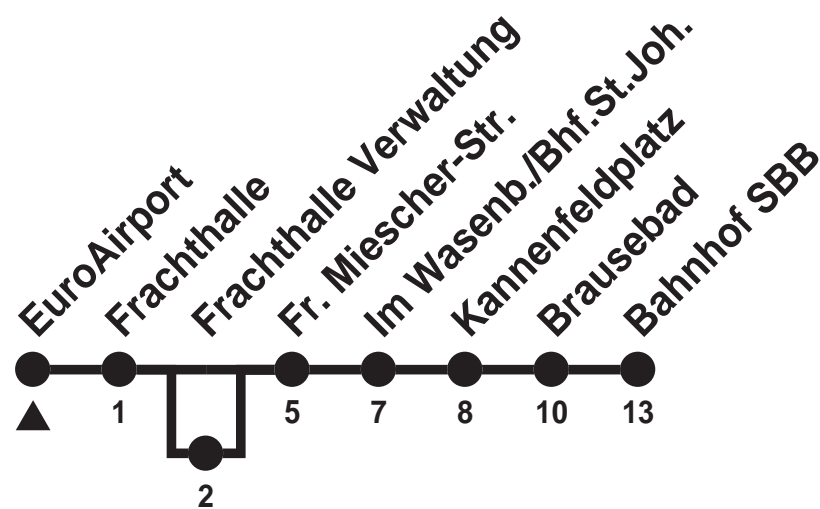 EuroAirport
Frachthalle
Frachthalle Verwaltung
Fr. Miescher-Str.
Im Wasenb./Bhf.St.Joh.
Kannenfeldplatz
Brausebad
Bahnhof SBB
1
5
7
8
10
13
2